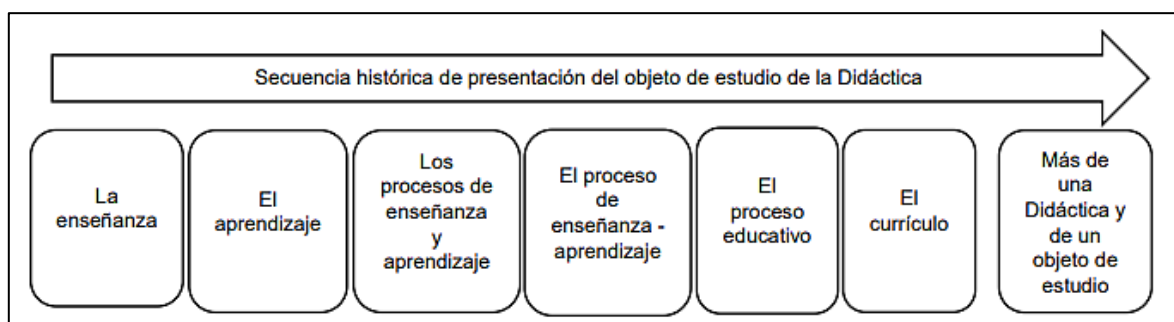 Secuencia histórica de presentación del objeto de estudio de la Didáctica
La
enseñanza
El
aprendizaje
Los
procesos de
enseñanza
y
aprendizaje
El proceso
de
enseñanza -
aprendizaje
El
proceso
educativo
El
currículo
Más de
una
Didáctica y
de un
objeto de
estudio